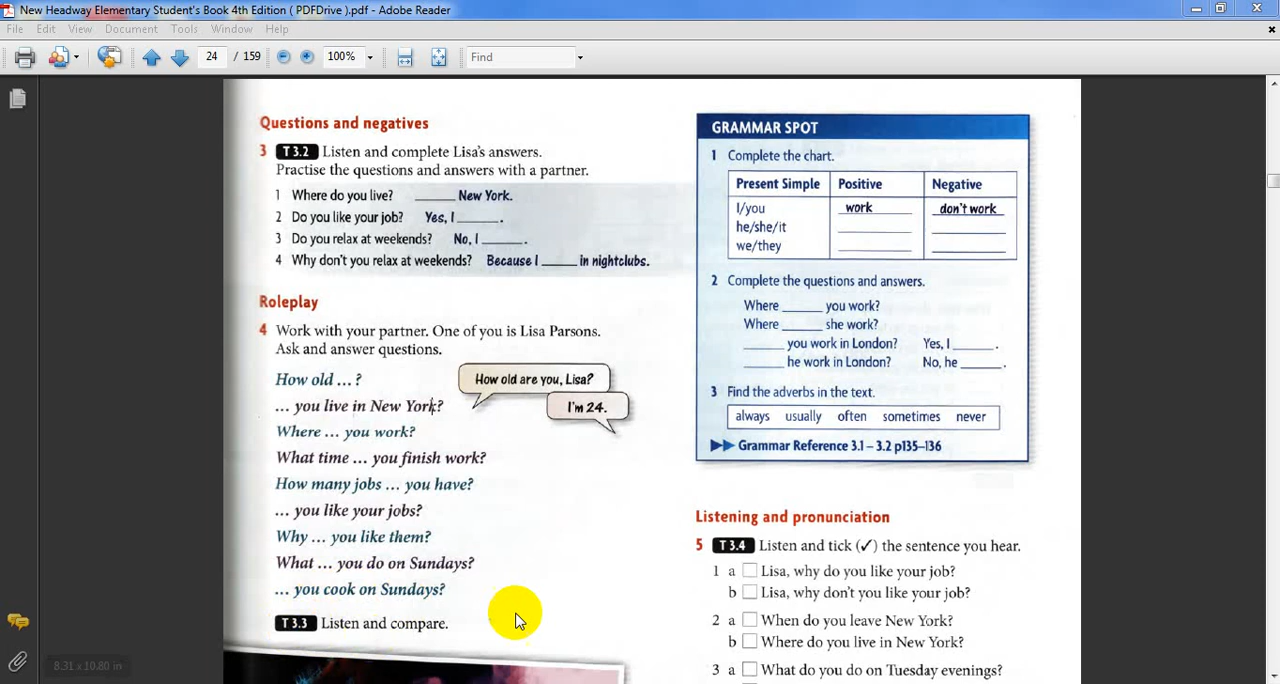 New Headway Elementary Student's Book 4th Edition ( PDFDrive ).pdf - Adobe Reader
File Edit View Document Tools Window Help
24 / 159 100% Find
Questions and negatives
3 T 3.2 Listen and complete Lisa's answers.
Practise the questions and answers with a partner.
1 Where do you live? ______ New York.
2 Do you like your job? Yes, I ______.
3 Do you relax at weekends? No, I ______.
4 Why don't you relax at weekends? Because I _____ in nightclubs.
Roleplay
4 Work with your partner. One of you is Lisa Parsons.
Ask and answer questions.
How old … ?
… you live in New York?
Where … you work?
What time … you finish work?
How many jobs … you have?
… you like your jobs?
Why … you like them?
What … you do on Sundays?
… you cook on Sundays?
How old are you, Lisa?
I'm 24.
T 3.3 Listen and compare.
GRAMMAR SPOT
1 Complete the chart.
Present Simple Positive Negative
I/you work don't work
he/she/it
we/they
2 Complete the questions and answers.
Where ______ you work?
Where ______ she work?
______ you work in London? Yes, I ______.
______ he work in London? No, he ______.
3 Find the adverbs in the text.
always usually often sometimes never
Grammar Reference 3.1 – 3.2 p135–136
Listening and pronunciation
5 T 3.4 Listen and tick (✓) the sentence you hear.
1 a Lisa, why do you like your job?
b Lisa, why don't you like your job?
2 a When do you leave New York?
b Where do you live in New York?
3 a What do you do on Tuesday evenings?
8.31 x 10.80 in